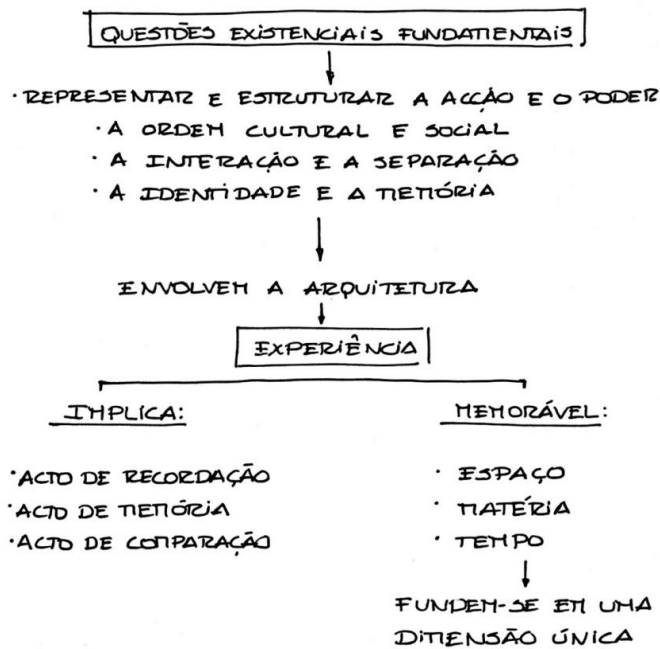 QUESTÕES EXISTENCIAIS FUNDAMENTAIS
· REPRESENTAR E ESTRUTURAR A ACÇÃO E O PODER
· A ORDEM CULTURAL E SOCIAL
· A INTERAÇÃO E A SEPARAÇÃO
· A IDENTIDADE E A MEMÓRIA
ENVOLVEM A ARQUITETURA
EXPERIÊNCIA
IMPLICA:
· ACTO DE RECORDAÇÃO
· ACTO DE MEMÓRIA
· ACTO DE COMPARAÇÃO
MEMORÁVEL:
· ESPAÇO
· MATÉRIA
· TEMPO
FUNDEM-SE EM UMA
DIMENSÃO ÚNICA